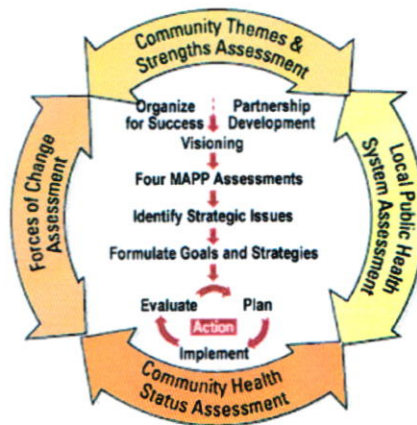 Community Themes &
Strengths Assessment
Organize
for Success
Partnership
Development
Visioning
Four MAPP Assessments
Identify Strategic Issues
Formulate Goals and Strategies
Evaluate
Plan
Action
Implement
Forces of Change
Assessment
Local Public Health
System Assessment
Community Health
Status Assessment